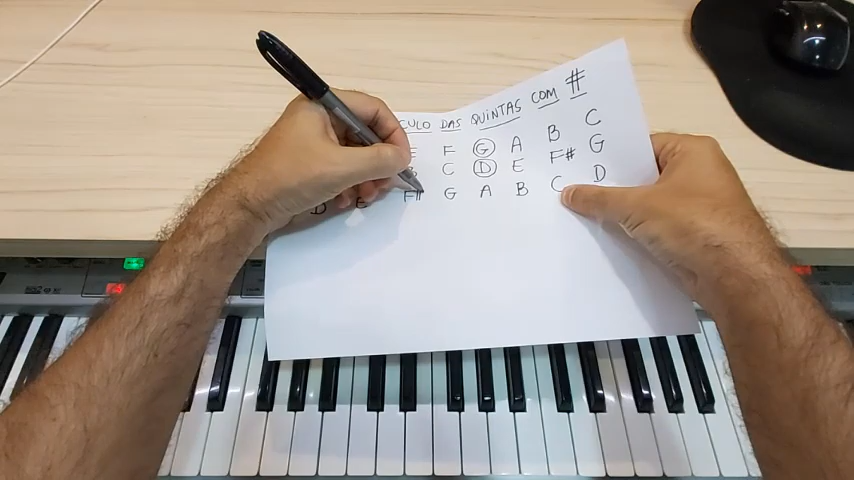 CULO DAS QUINTAS COM #
E F G A B C
B C D E F# G
D E F# G A B C D